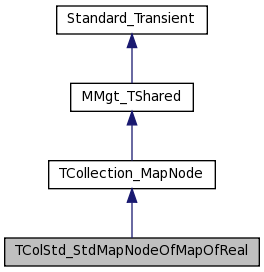 Standard_Transient
MMgt_TShared
TCollection_MapNode
TColStd_StdMapNodeOfMapOfReal